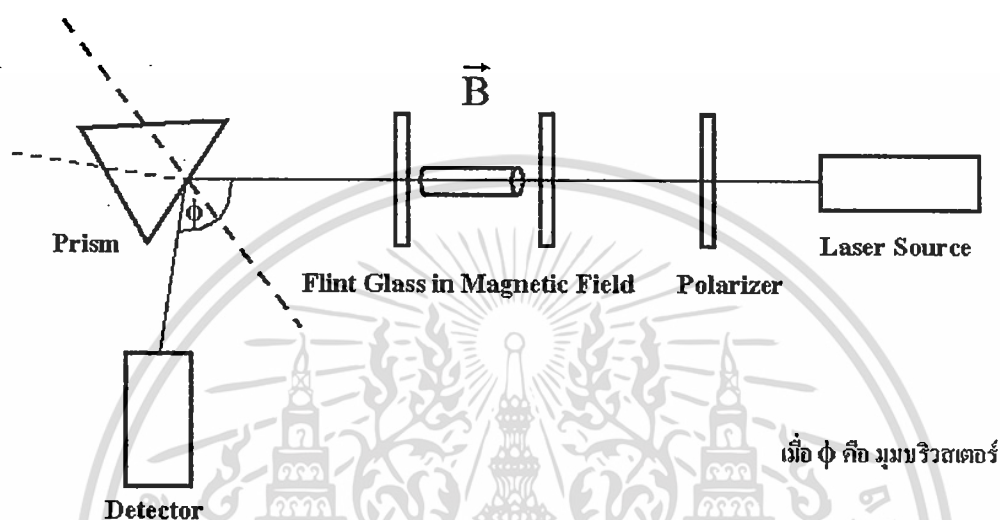 B
Prism
ϕ
Flint Glass in Magnetic Field
Polarizer
Laser Source
Detector
เมื่อ ϕ คือ มุมบริวสเตอร์